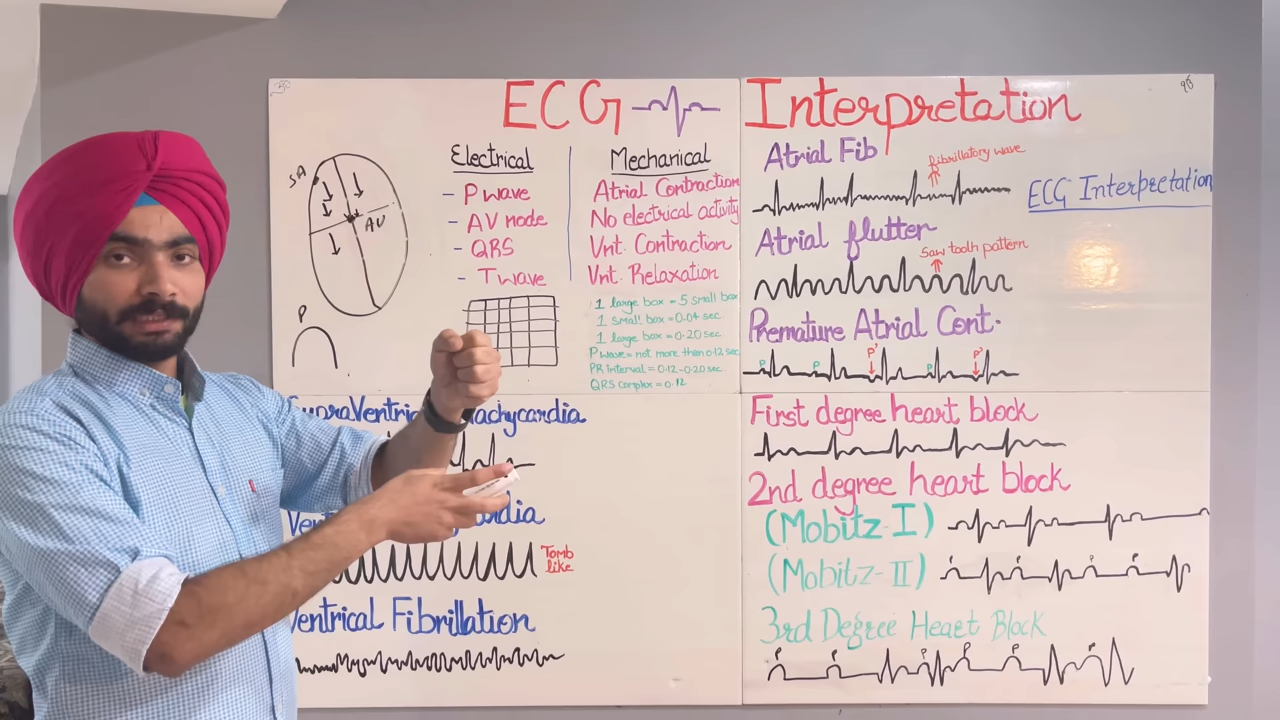 ECG Interpretation
SA
AV
P
Electrical
- P wave
- AV node
- QRS
- T wave
Mechanical
Atrial Contraction
No electrical activity
Vnt. Contraction
Vnt. Relaxation
1 large box = 5 small box
1 small box = 0.04 sec
1 large box = 0.20 sec
P wave = not more than 0.12 sec
PR interval = 0.12-0.20 sec
QRS Complex = 0.12
Atrial Fib
fibrillatory wave
ECG Interpretation
Atrial flutter
Saw tooth pattern
Premature Atrial Cont.
P P P' P P'
SupraVentric achycardia
Vent dia
Tomb
like
Ventrical Fibrillation
First degree heart block
2nd degree heart block
(Mobitz-I)
(Mobitz-II)
3rd Degree Heart Block
P P P P P